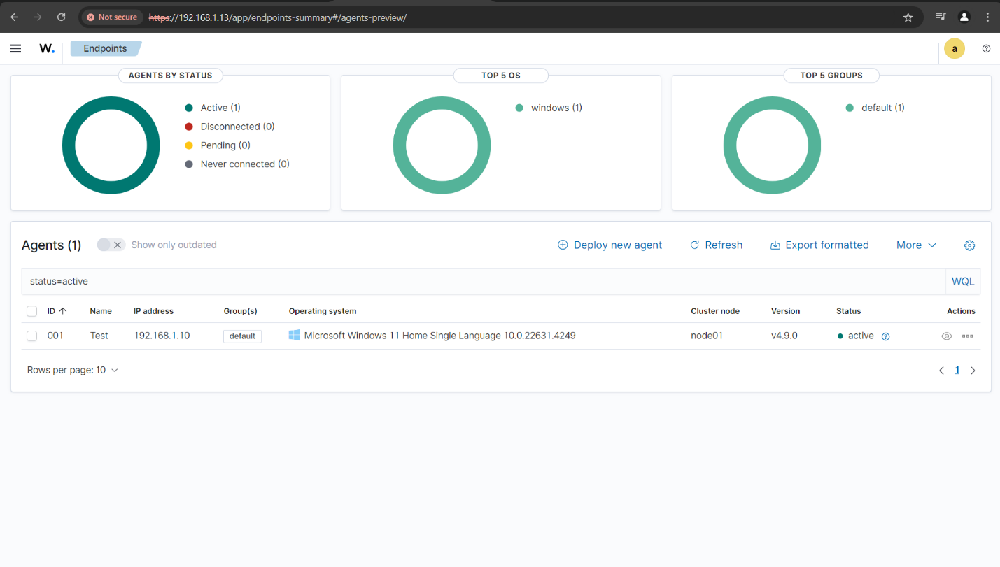 Not secure https://192.168.1.13/app/endpoints-summary#/agents-preview/
W. Endpoints a
AGENTS BY STATUS
Active (1)
Disconnected (0)
Pending (0)
Never connected (0)
TOP 5 OS
windows (1)
TOP 5 GROUPS
default (1)
Agents (1) Show only outdated Deploy new agent Refresh Export formatted More
status=active WQL
ID Name IP address Group(s) Operating system Cluster node Version Status Actions
001 Test 192.168.1.10 default Microsoft Windows 11 Home Single Language 10.0.22631.4249 node01 v4.9.0 active
Rows per page: 10 1